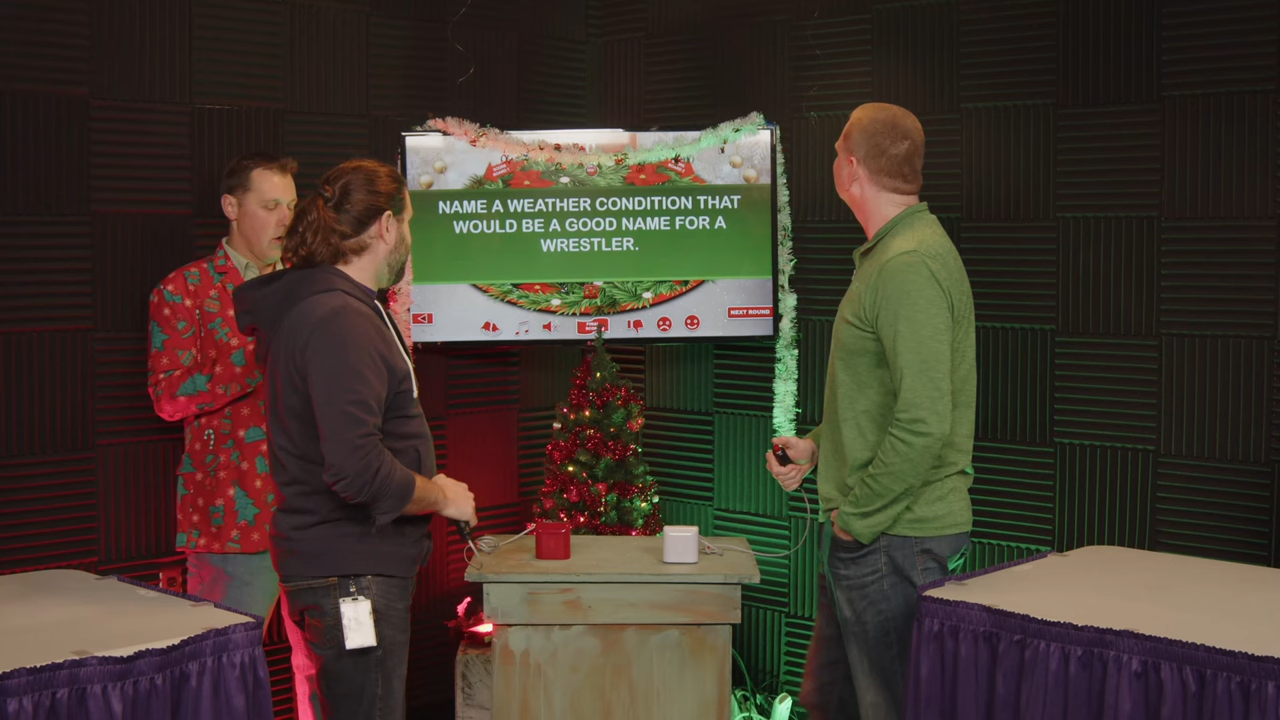 NAME A WEATHER CONDITION THAT
WOULD BE A GOOD NAME FOR A
WRESTLER.
NEXT ROUND